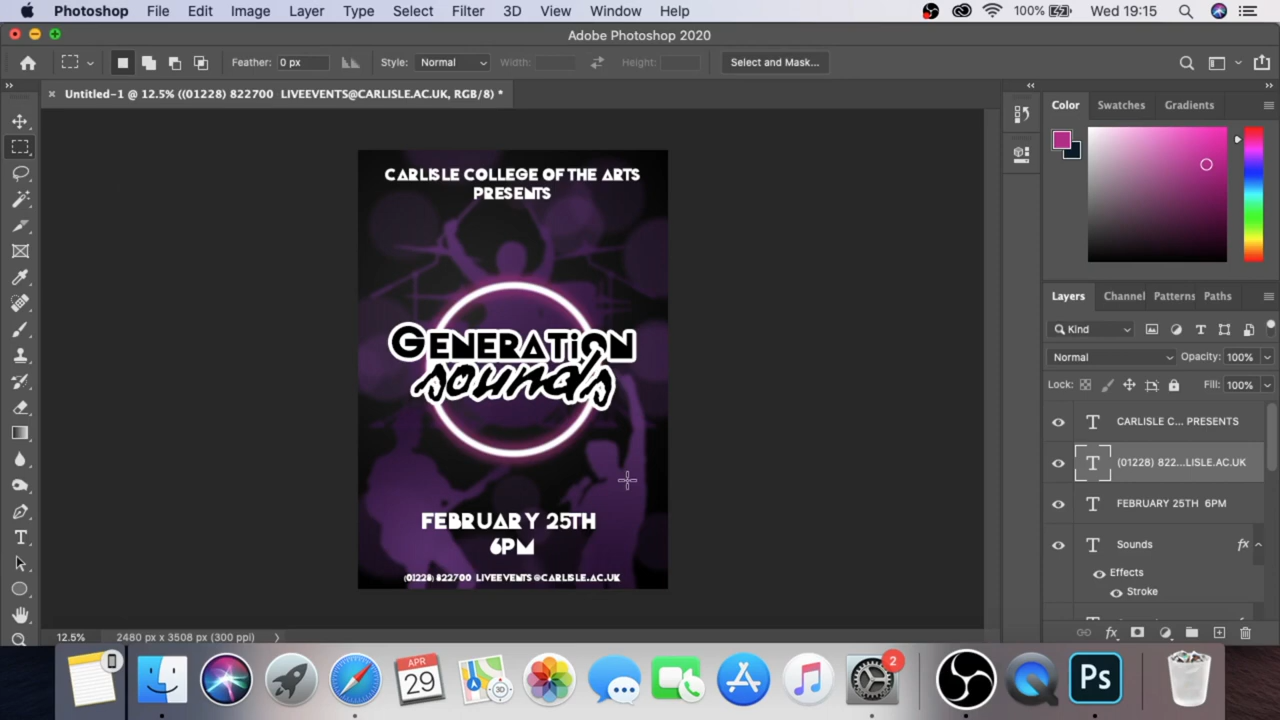 Photoshop File Edit Image Layer Type Select Filter 3D View Window Help 100% Wed 19:15
Adobe Photoshop 2020
Feather: 0 px Style: Normal Width: Height: Select and Mask...
Untitled-1 @ 12.5% ((01228) 822700 LIVEEVENTS@CARLISLE.AC.UK, RGB/8) *
Color Swatches Gradients
CARLISLE COLLEGE OF THE ARTS
PRESENTS
GENERATiON
sounds
FEBRUARY 25TH
6PM
(01228) 822700 LIVEEVENTS@CARLISLE.AC.UK
Layers Channel Patterns Paths
Kind
Normal Opacity: 100%
Lock: Fill: 100%
T CARLISLE C... PRESENTS
T (01228) 822...LISLE.AC.UK
T FEBRUARY 25TH 6PM
T Sounds fx
Effects
Stroke
fx
12.5% 2480 px x 3508 px (300 ppi)
APR
29
3D
2
Ps